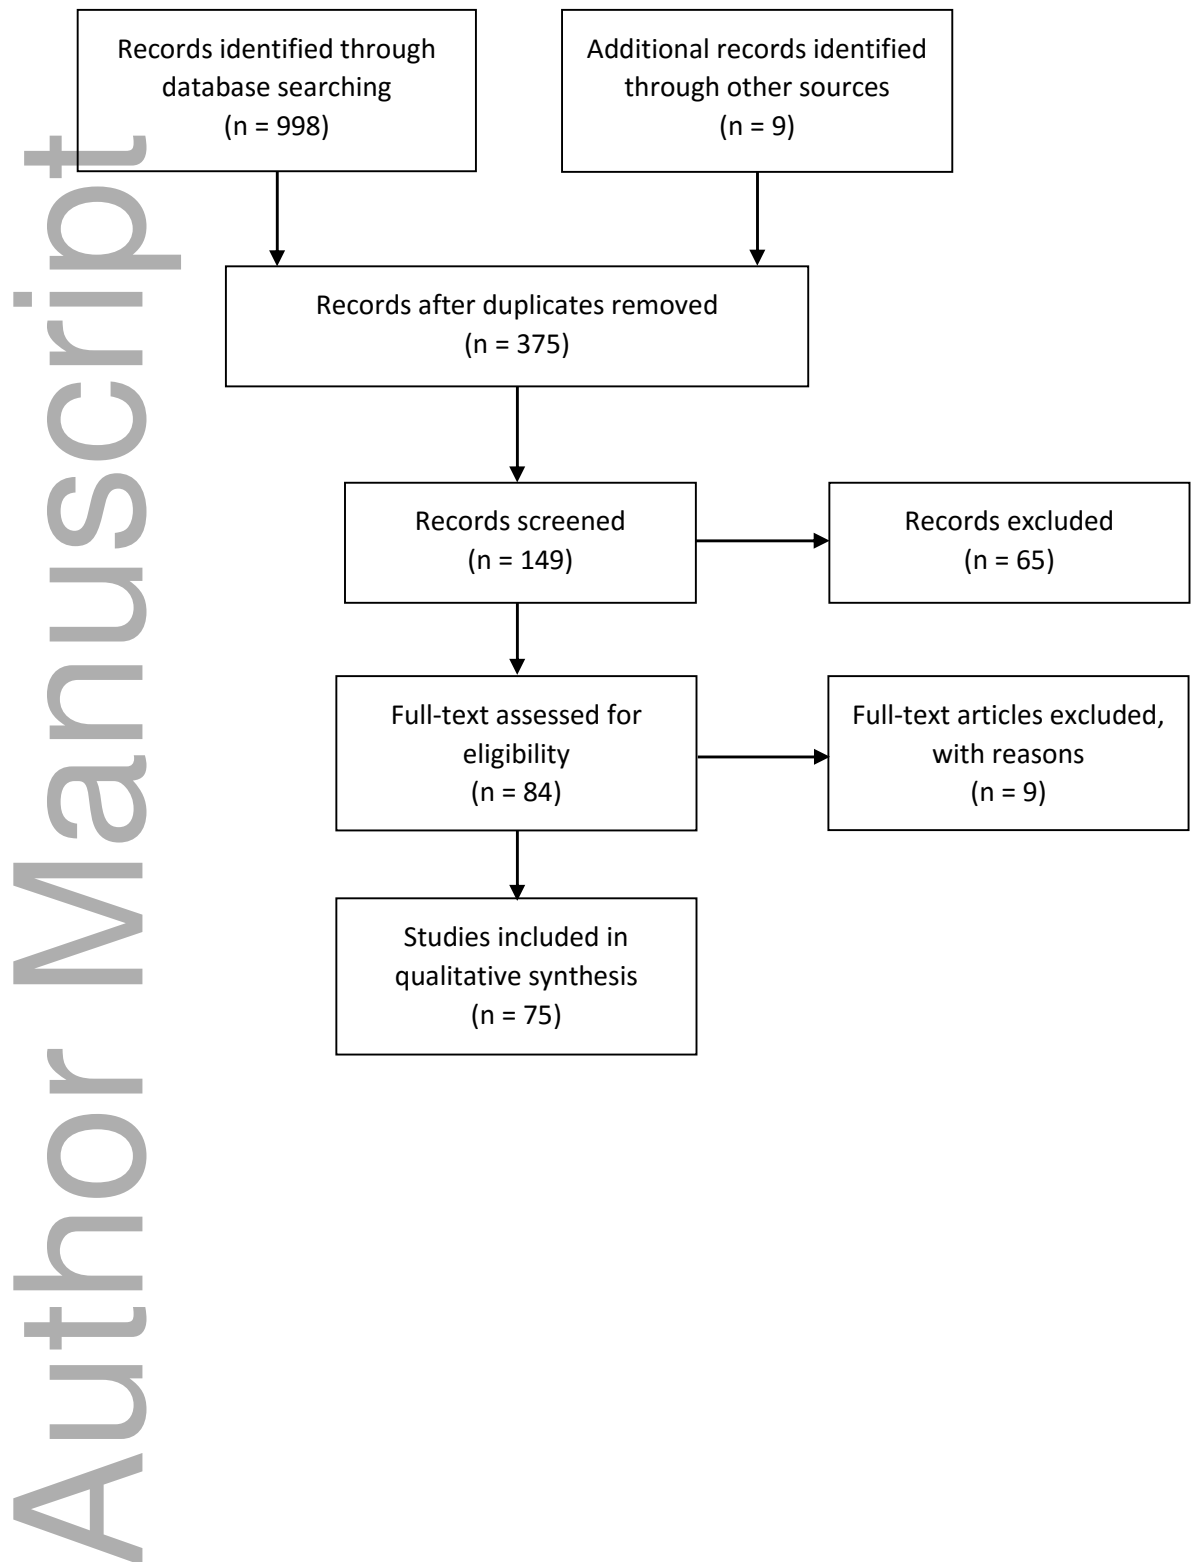 Records identified through
database searching
(n = 998)
Additional records identified
through other sources
(n = 9)
Records after duplicates removed
(n = 375)
Records screened
(n = 149)
Records excluded
(n = 65)
Full-text assessed for
eligibility
(n = 84)
Full-text articles excluded,
with reasons
(n = 9)
Studies included in
qualitative synthesis
(n = 75)
Author Manuscript